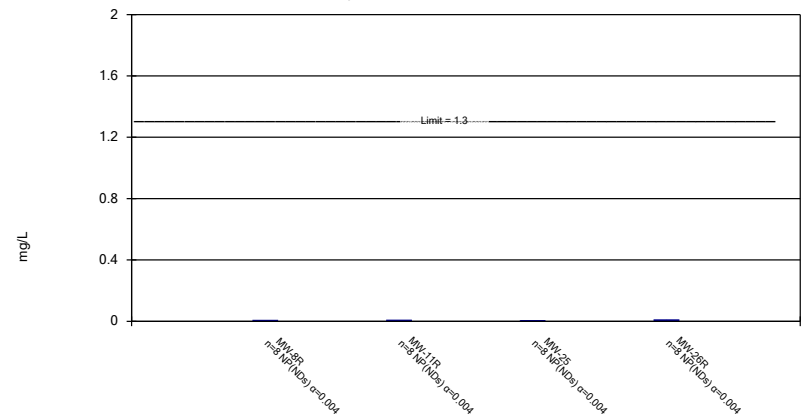 2
1.6
Limit = 1.3
1.2
0.8
mg/L
0.4
0
MW-8R
n=8 NP(NDs) α=0.004
MW-11R
n=8 NP(NDs) α=0.004
MW-25
n=8 NP(NDs) α=0.004
MW-26R
n=8 NP(NDs) α=0.004